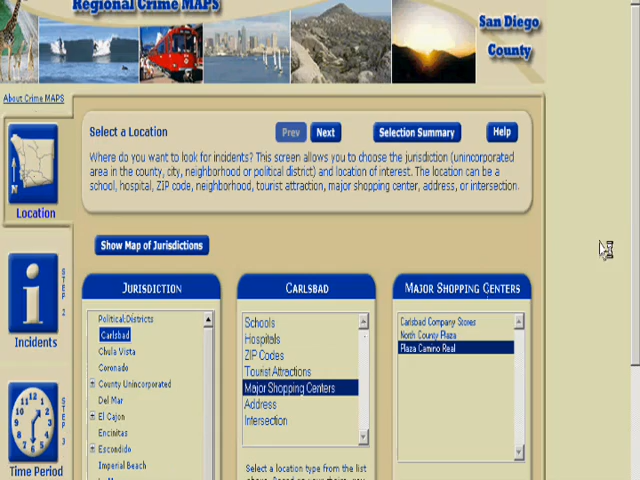 Regional Crime MAPS
San Diego
County
About Crime MAPS
Select a Location
Prev
Next
Selection Summary
Help
Where do you want to look for incidents? This screen allows you to choose the jurisdiction (unincorporated
area in the county, city, neighborhood or political district) and location of interest. The location can be a
school, hospital, ZIP code, neighborhood, tourist attraction, major shopping center, address, or intersection.
N
Location
Show Map of Jurisdictions
STEP 2
Incidents
STEP 3
Time Period
JURISDICTION
Political Districts
Carlsbad
Chula Vista
Coronado
County Unincorporated
Del Mar
El Cajon
Encinitas
Escondido
Imperial Beach
CARLSBAD
Schools
Hospitals
ZIP Codes
Tourist Attractions
Major Shopping Centers
Address
Intersection
Select a location type from the list
MAJOR SHOPPING CENTERS
Carlsbad Company Stores
North County Plaza
Plaza Camino Real